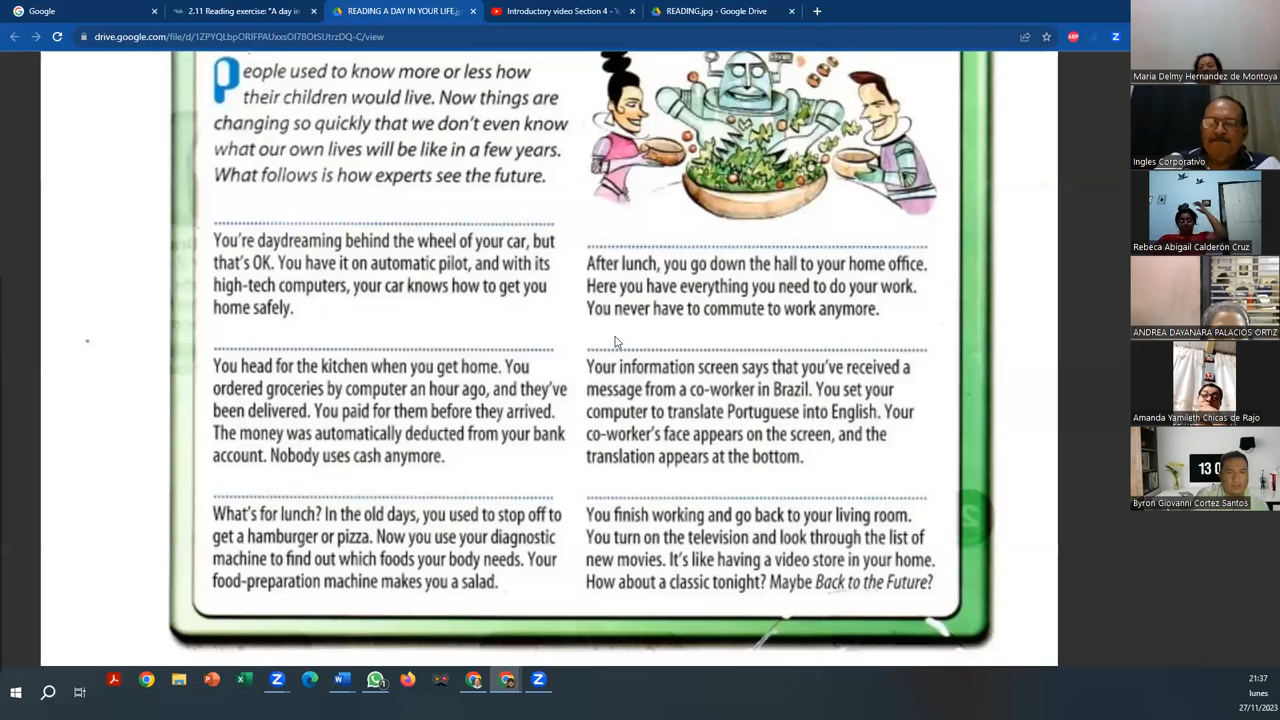 Google
2.11 Reading exercise: "A day in
READING A DAY IN YOUR LIFE.j
Introductory video Section 4 - Y
READING.jpg - Google Drive
drive.google.com/file/d/1ZPYQLbpORIFPAUxxsOI78OtSUtrzDQ-C/view
People used to know more or less how
their children would live. Now things are
changing so quickly that we don't even know
what our own lives will be like in a few years.
What follows is how experts see the future.
You're daydreaming behind the wheel of your car, but
that's OK. You have it on automatic pilot, and with its
high-tech computers, your car knows how to get you
home safely.
You head for the kitchen when you get home. You
ordered groceries by computer an hour ago, and they've
been delivered. You paid for them before they arrived.
The money was automatically deducted from your bank
account. Nobody uses cash anymore.
What's for lunch? In the old days, you used to stop off to
get a hamburger or pizza. Now you use your diagnostic
machine to find out which foods your body needs. Your
food-preparation machine makes you a salad.
After lunch, you go down the hall to your home office.
Here you have everything you need to do your work.
You never have to commute to work anymore.
Your information screen says that you've received a
message from a co-worker in Brazil. You set your
computer to translate Portuguese into English. Your
co-worker's face appears on the screen, and the
translation appears at the bottom.
You finish working and go back to your living room.
You turn on the television and look through the list of
new movies. It's like having a video store in your home.
How about a classic tonight? Maybe Back to the Future?
Maria Delmy Hernandez de Montoya
Ingles Corporativo
Rebeca Abigail Calderón Cruz
ANDREA DAYANARA PALACIOS ORTIZ
Amanda Yamileth Chicas de Rajo
13 0
Byron Giovanni Cortez Santos
21:37
lunes
27/11/2023